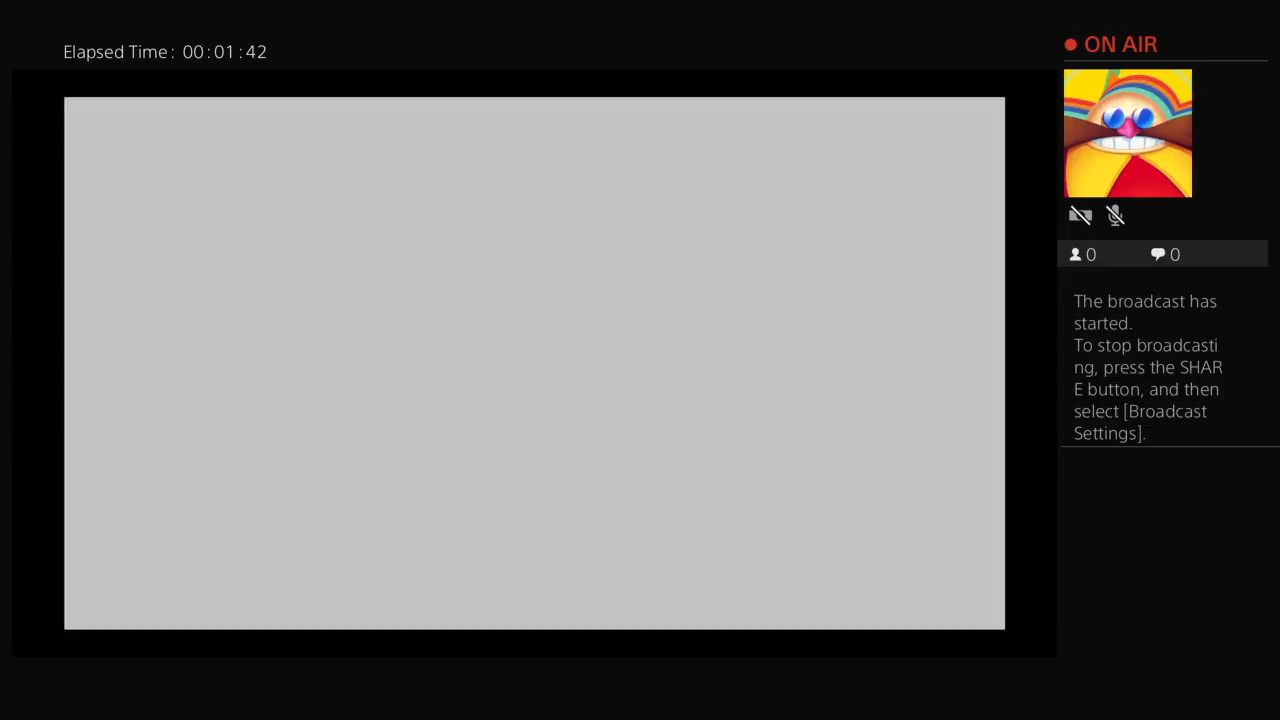 Elapsed Time: 00:01:42
ON AIR
0 0
The broadcast has
started.
To stop broadcasti
ng, press the SHAR
E button, and then
select [Broadcast
Settings].